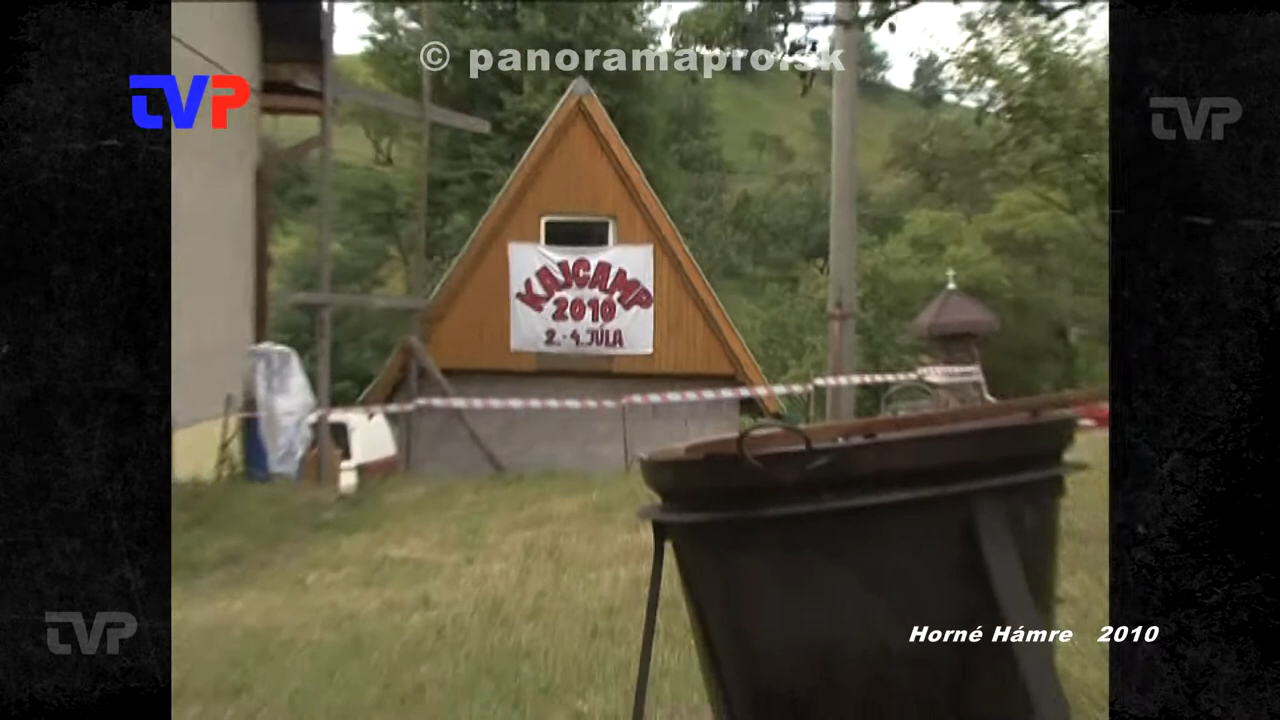 © panoramapro.sk
TVP
TVP
KAJCAMP
2010
2.-4.JÚLA
TVP
Horné Hámre 2010